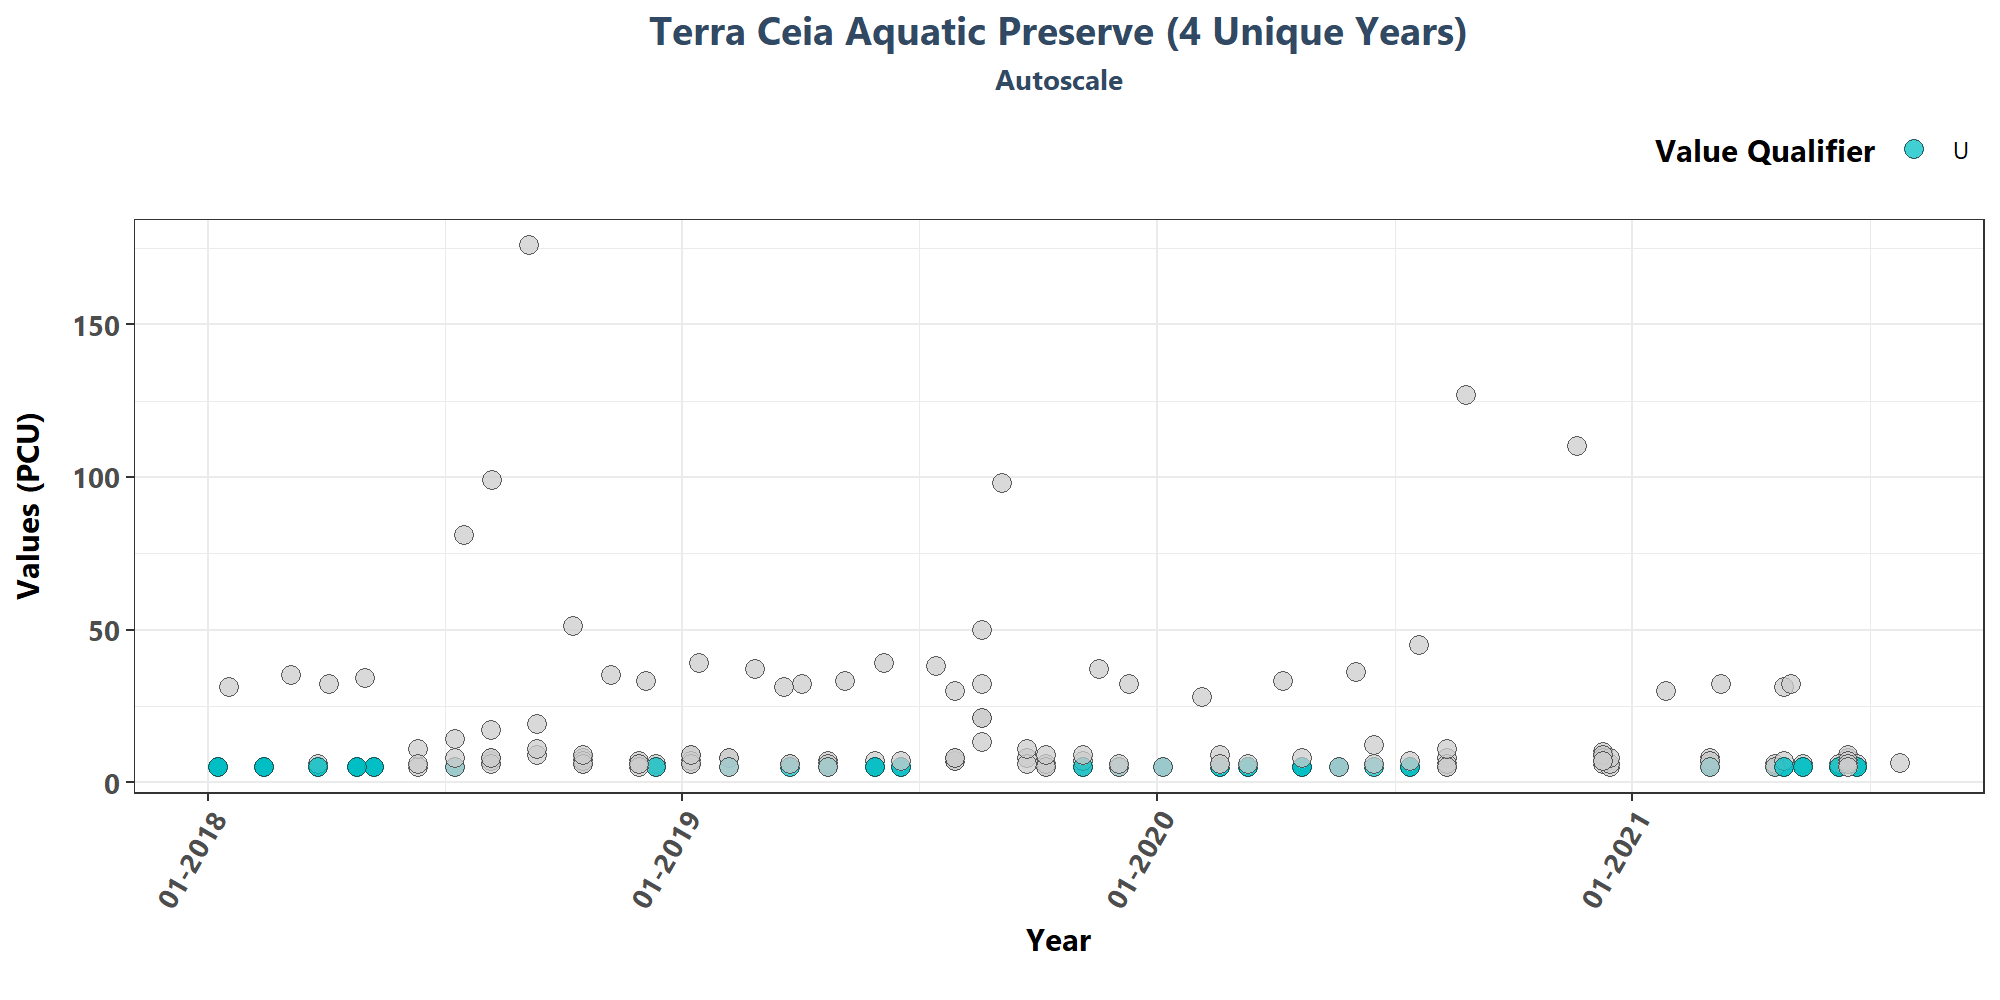 Terra Ceia Aquatic Preserve (4 Unique Years)
Autoscale
Value Qualifier U
Values (PCU)
150
100
50
0
01-2018
01-2019
01-2020
01-2021
Year